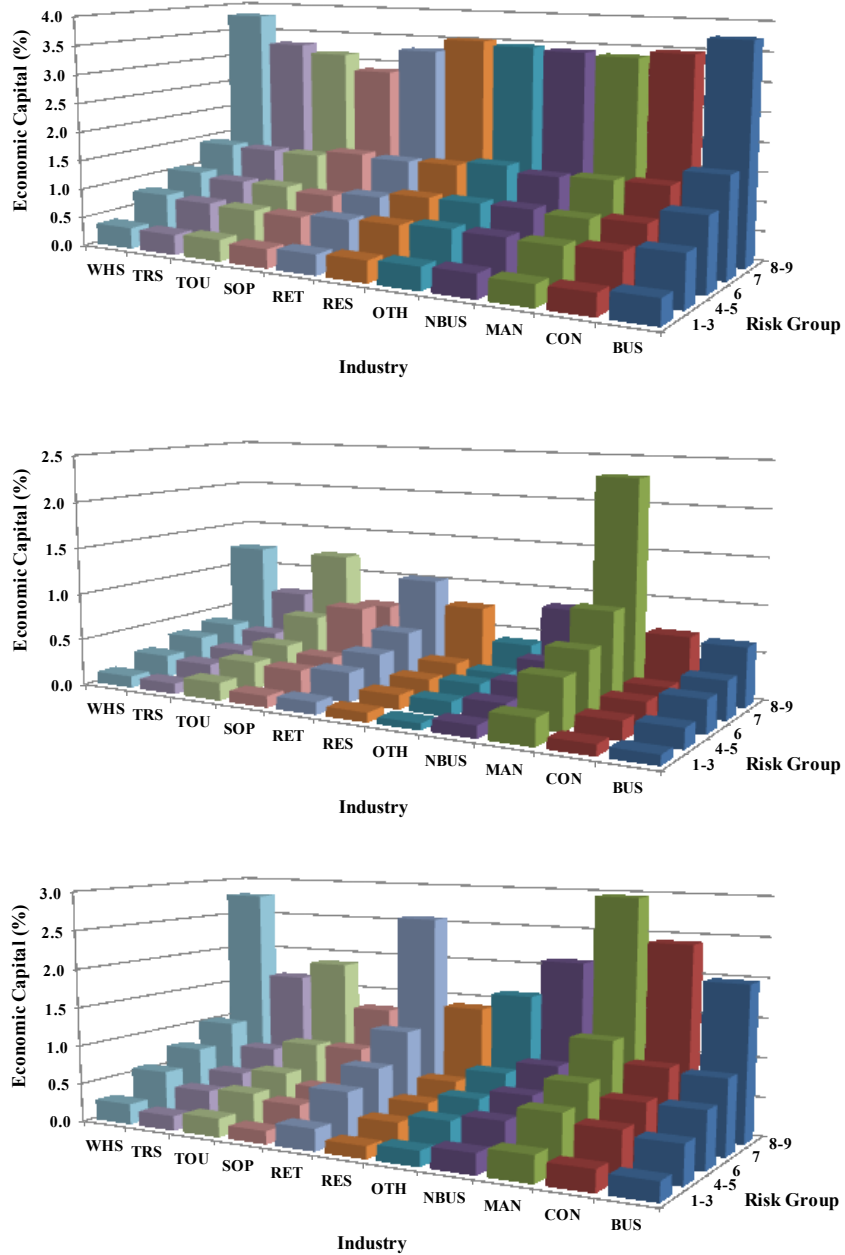 Economic Capital (%)
4.0
3.5
3.0
2.5
2.0
1.5
1.0
0.5
0.0
WHS TRS TOU SOP RET RES OTH NBUS MAN CON BUS
1-3 4-5 6 7 8-9
Risk Group
Industry
Economic Capital (%)
2.5
2.0
1.5
1.0
0.5
0.0
WHS TRS TOU SOP RET RES OTH NBUS MAN CON BUS
1-3 4-5 6 7 8-9
Risk Group
Industry
Economic Capital (%)
3.0
2.5
2.0
1.5
1.0
0.5
0.0
WHS TRS TOU SOP RET RES OTH NBUS MAN CON BUS
1-3 4-5 6 7 8-9
Risk Group
Industry